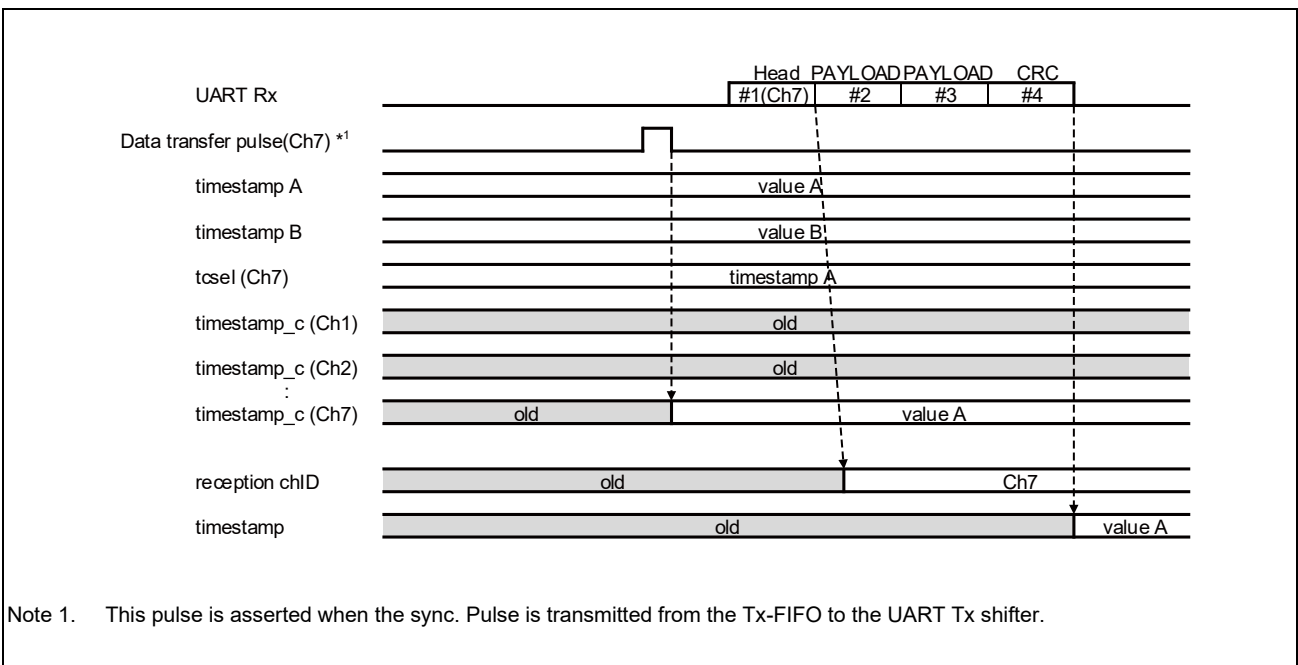 Head PAYLOAD PAYLOAD CRC
UART Rx #1(Ch7) #2 #3 #4
Data transfer pulse(Ch7) *1
timestamp A value A
timestamp B value B
tcsel (Ch7) timestamp A
timestamp_c (Ch1) old
timestamp_c (Ch2) old
:
timestamp_c (Ch7) old value A
reception chID old Ch7
timestamp old value A
Note 1. This pulse is asserted when the sync. Pulse is transmitted from the Tx-FIFO to the UART Tx shifter.